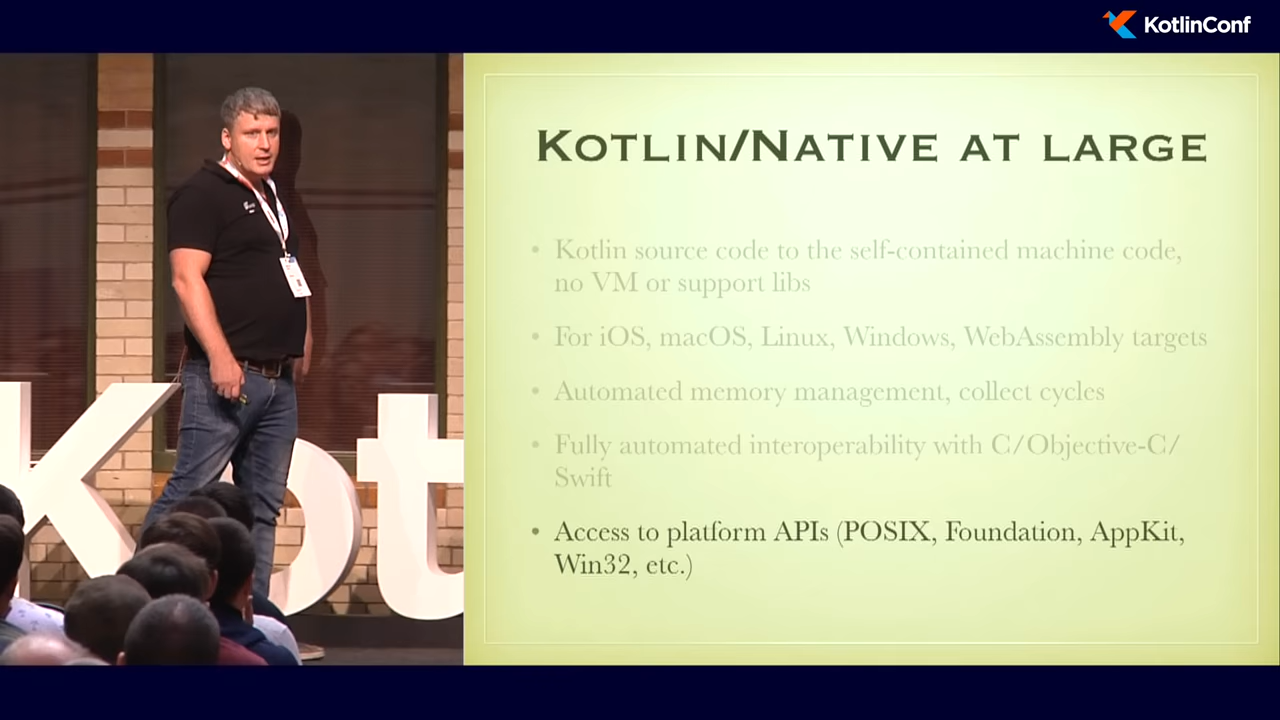 KotlinConf
KOTLIN/NATIVE AT LARGE
• Kotlin source code to the self-contained machine code,
no VM or support libs
• For iOS, macOS, Linux, Windows, WebAssembly targets
• Automated memory management, collect cycles
• Fully automated interoperability with C/Objective-C/
Swift
• Access to platform APIs (POSIX, Foundation, AppKit,
Win32, etc.)
Kot